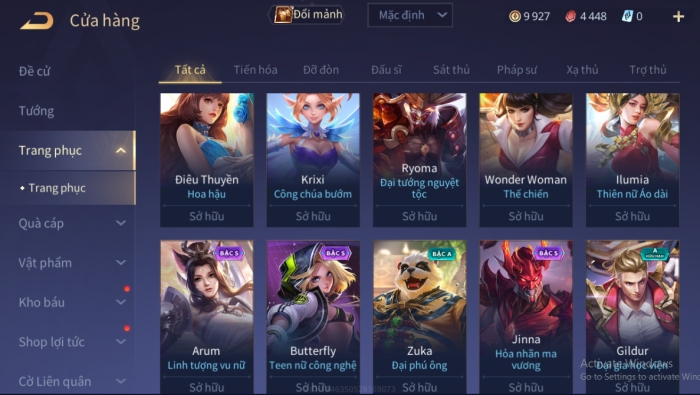 Cửa hàng
Đổi mảnh
Mặc định
9 927
4 448
0
Đề cử
Tướng
Trang phục
Trang phục
Quà cáp
Vật phẩm
Kho báu
Shop lợi tức
Cờ Liên quân
Tất cả
Tiến hóa
Đỡ đòn
Đấu sĩ
Sát thủ
Pháp sư
Xạ thủ
Trợ thủ
Điêu Thuyền
Hoa hậu
Sở hữu
Krixi
Công chúa bướm
Sở hữu
Ryoma
Đại tướng nguyệt
tộc
Sở hữu
Wonder Woman
Thế chiến
Sở hữu
Ilumia
Thiên nữ Áo dài
Sở hữu
BẬC S
Arum
Linh tượng vu nữ
Sở hữu
BẬC S
Butterfly
Teen nữ công nghệ
Sở hữu
BẬC A
Zuka
Đại phú ông
Sở hữu
BẬC S
Jinna
Hỏa nhãn ma
vương
Sở hữu
A
Gildur
Đại gia học viện
Sở hữu
Activate Windows
Go to Settings to activate Wind